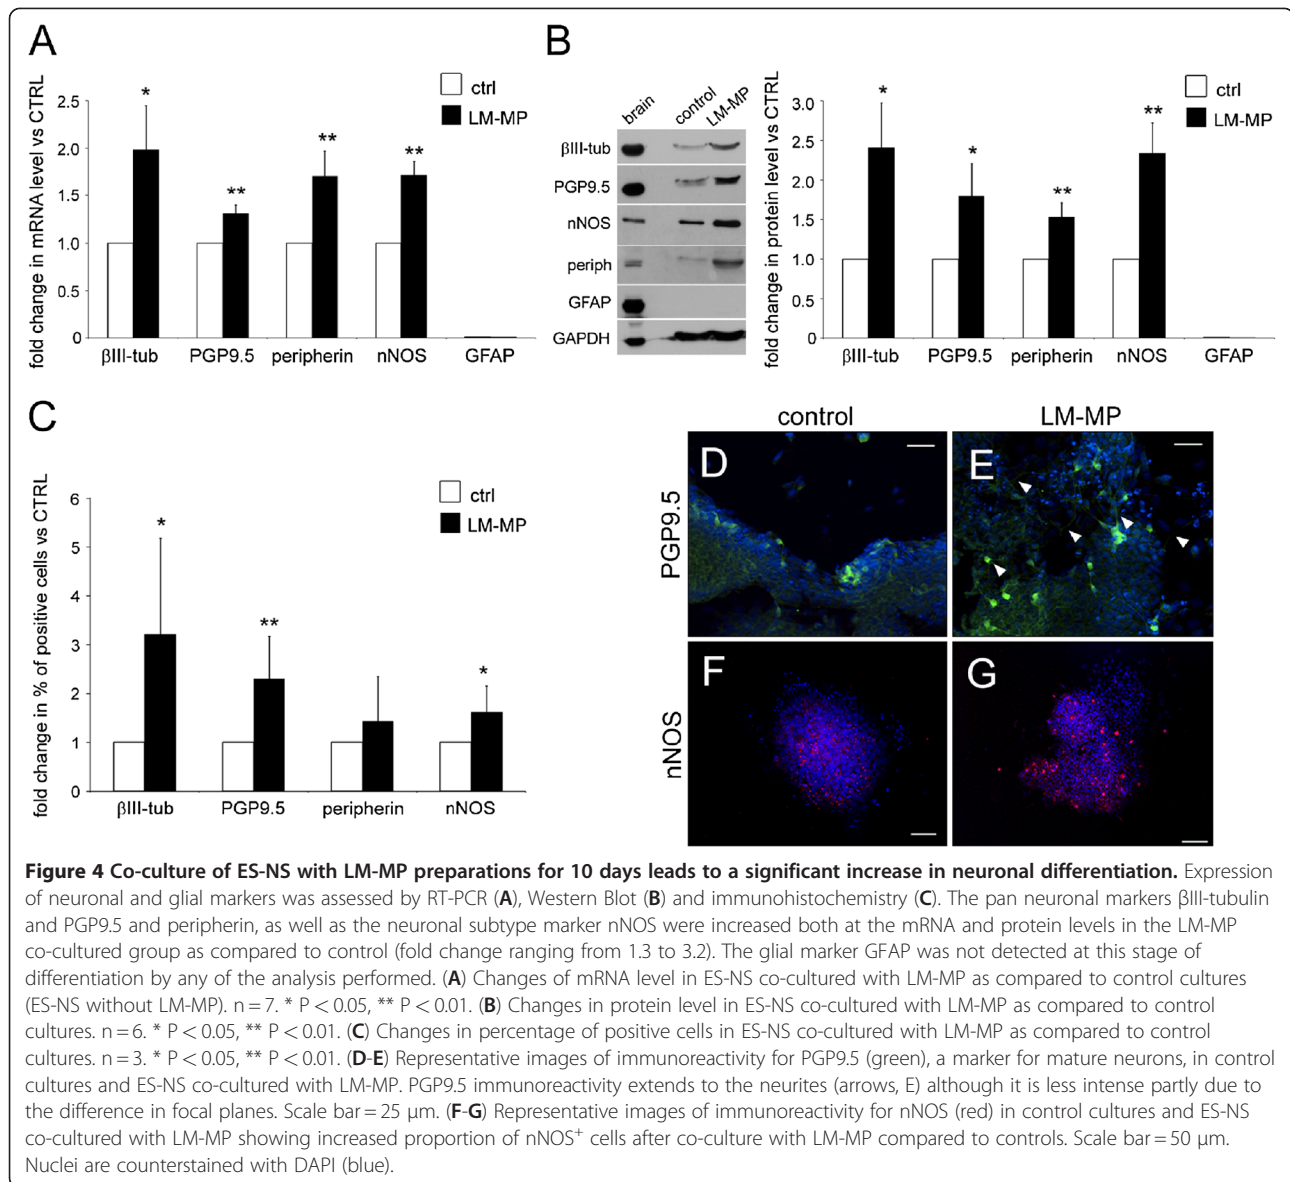 A
fold change in mRNA level vs CTRL
2.5
2.0
1.5
1.0
0.5
0
ctrl
LM-MP
*
**
**
**
βIII-tub PGP9.5 peripherin nNOS GFAP
B
brain control LM-MP
βIII-tub
PGP9.5
nNOS
periph
GFAP
GAPDH
fold change in protein level vs CTRL
3.0
2.5
2.0
1.5
1.0
0.5
0
ctrl
LM-MP
*
*
**
**
βIII-tub PGP9.5 peripherin nNOS GFAP
C
fold change in % of positive cells vs CTRL
6
5
4
3
2
1
0
ctrl
LM-MP
*
**
*
βIII-tub PGP9.5 peripherin nNOS
control LM-MP
PGP9.5
D
E
nNOS
F
G
Figure 4 Co-culture of ES-NS with LM-MP preparations for 10 days leads to a significant increase in neuronal differentiation. Expression
of neuronal and glial markers was assessed by RT-PCR (A), Western Blot (B) and immunohistochemistry (C). The pan neuronal markers βIII-tubulin
and PGP9.5 and peripherin, as well as the neuronal subtype marker nNOS were increased both at the mRNA and protein levels in the LM-MP
co-cultured group as compared to control (fold change ranging from 1.3 to 3.2). The glial marker GFAP was not detected at this stage of
differentiation by any of the analysis performed. (A) Changes of mRNA level in ES-NS co-cultured with LM-MP as compared to control cultures
(ES-NS without LM-MP). n = 7. * P < 0.05, ** P < 0.01. (B) Changes in protein level in ES-NS co-cultured with LM-MP as compared to control
cultures. n = 6. * P < 0.05, ** P < 0.01. (C) Changes in percentage of positive cells in ES-NS co-cultured with LM-MP as compared to control
cultures. n = 3. * P < 0.05, ** P < 0.01. (D-E) Representative images of immunoreactivity for PGP9.5 (green), a marker for mature neurons, in control
cultures and ES-NS co-cultured with LM-MP. PGP9.5 immunoreactivity extends to the neurites (arrows, E) although it is less intense partly due to
the difference in focal planes. Scale bar = 25 μm. (F-G) Representative images of immunoreactivity for nNOS (red) in control cultures and ES-NS
co-cultured with LM-MP showing increased proportion of nNOS⁺ cells after co-culture with LM-MP compared to controls. Scale bar = 50 μm.
Nuclei are counterstained with DAPI (blue).